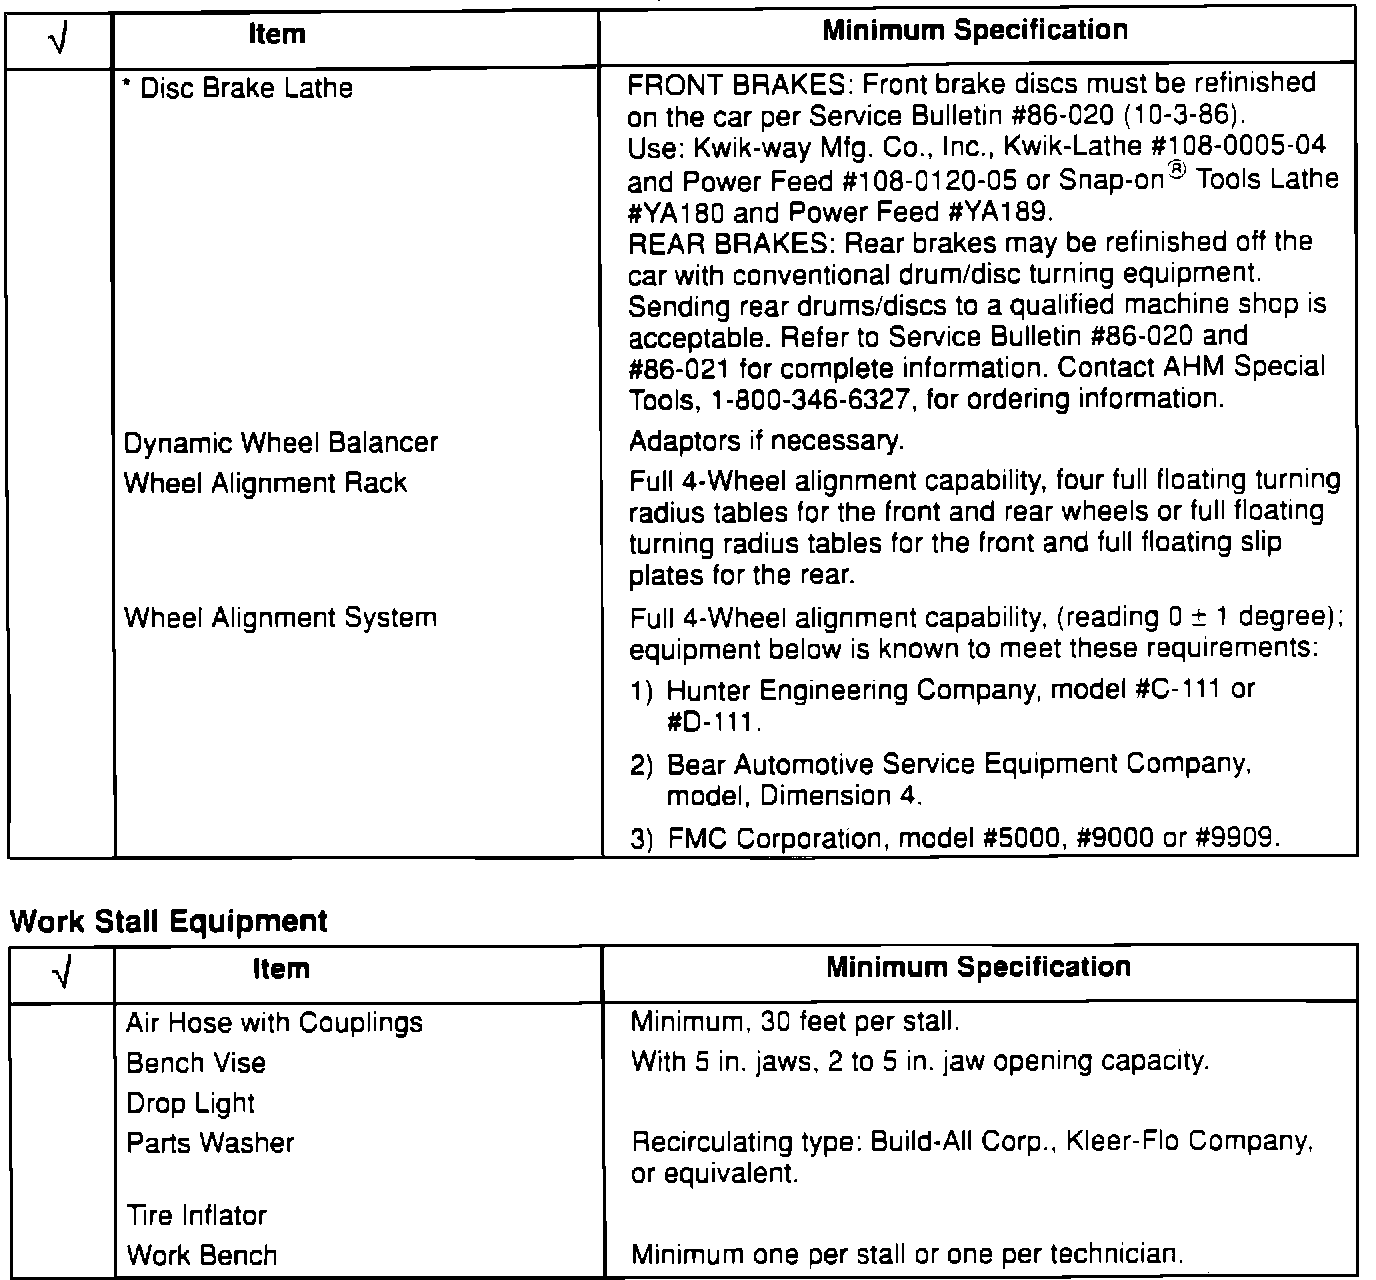 √ Item Minimum Specification
* Disc Brake Lathe FRONT BRAKES: Front brake discs must be refinished
on the car per Service Bulletin #86-020 (10-3-86).
Use: Kwik-way Mfg. Co., Inc., Kwik-Lathe #108-0005-04
and Power Feed #108-0120-05 or Snap-on® Tools Lathe
#YA180 and Power Feed #YA189.
REAR BRAKES: Rear brakes may be refinished off the
car with conventional drum/disc turning equipment.
Sending rear drums/discs to a qualified machine shop is
acceptable. Refer to Service Bulletin #86-020 and
#86-021 for complete information. Contact AHM Special
Tools, 1-800-346-6327, for ordering information.
Dynamic Wheel Balancer Adaptors if necessary.
Wheel Alignment Rack Full 4-Wheel alignment capability, four full floating turning
radius tables for the front and rear wheels or full floating
turning radius tables for the front and full floating slip
plates for the rear.
Wheel Alignment System Full 4-Wheel alignment capability, (reading 0 ± 1 degree);
equipment below is known to meet these requirements:
1) Hunter Engineering Company, model #C-111 or
#D-111.
2) Bear Automotive Service Equipment Company,
model, Dimension 4.
3) FMC Corporation, model #5000, #9000 or #9909.
Work Stall Equipment
√ Item Minimum Specification
Air Hose with Couplings Minimum, 30 feet per stall.
Bench Vise With 5 in. jaws, 2 to 5 in. jaw opening capacity.
Drop Light
Parts Washer Recirculating type: Build-All Corp., Kleer-Flo Company,
or equivalent.
Tire Inflator
Work Bench Minimum one per stall or one per technician.